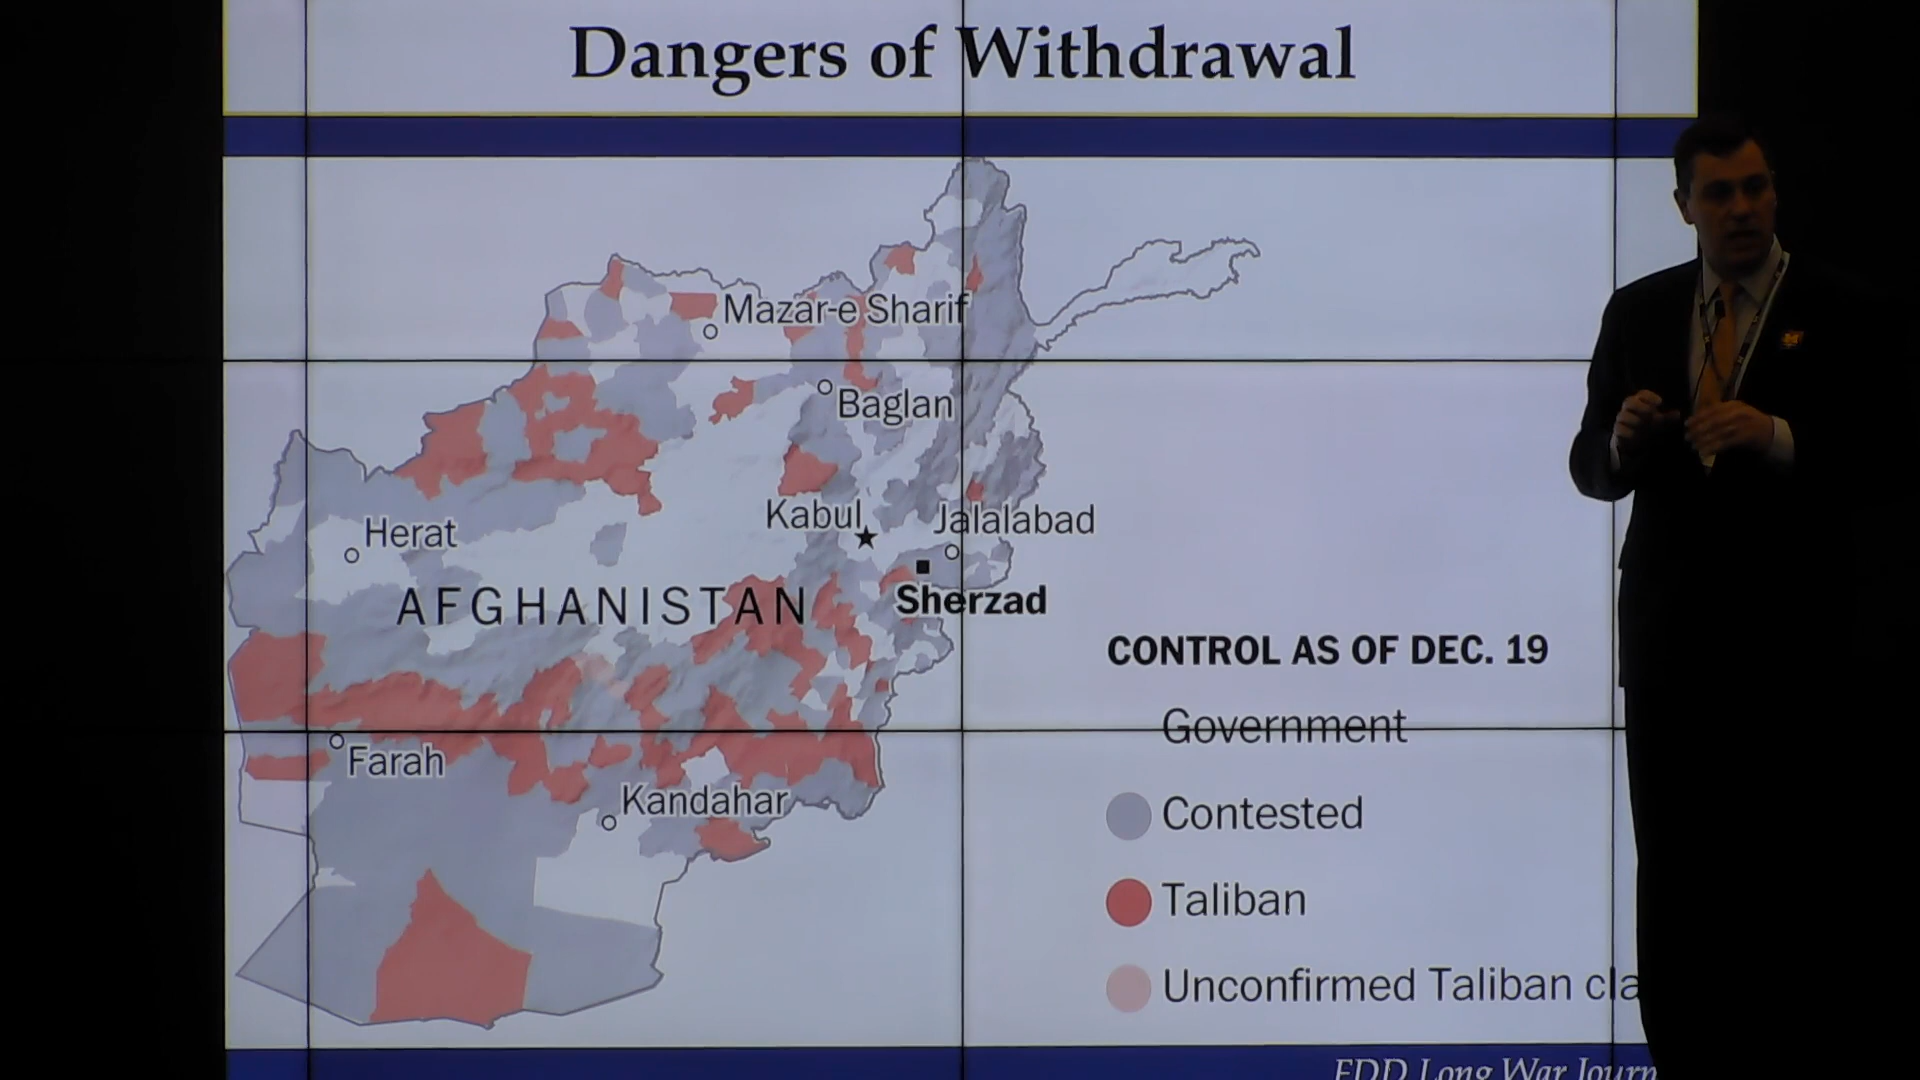 Dangers of Withdrawal
Mazar-e Sharif
Baglan
Kabul
Jalalabad
Herat
AFGHANISTAN
Sherzad
CONTROL AS OF DEC. 19
Government
Farah
Kandahar
Contested
Taliban
Unconfirmed Taliban cla
FDD Long War Journ